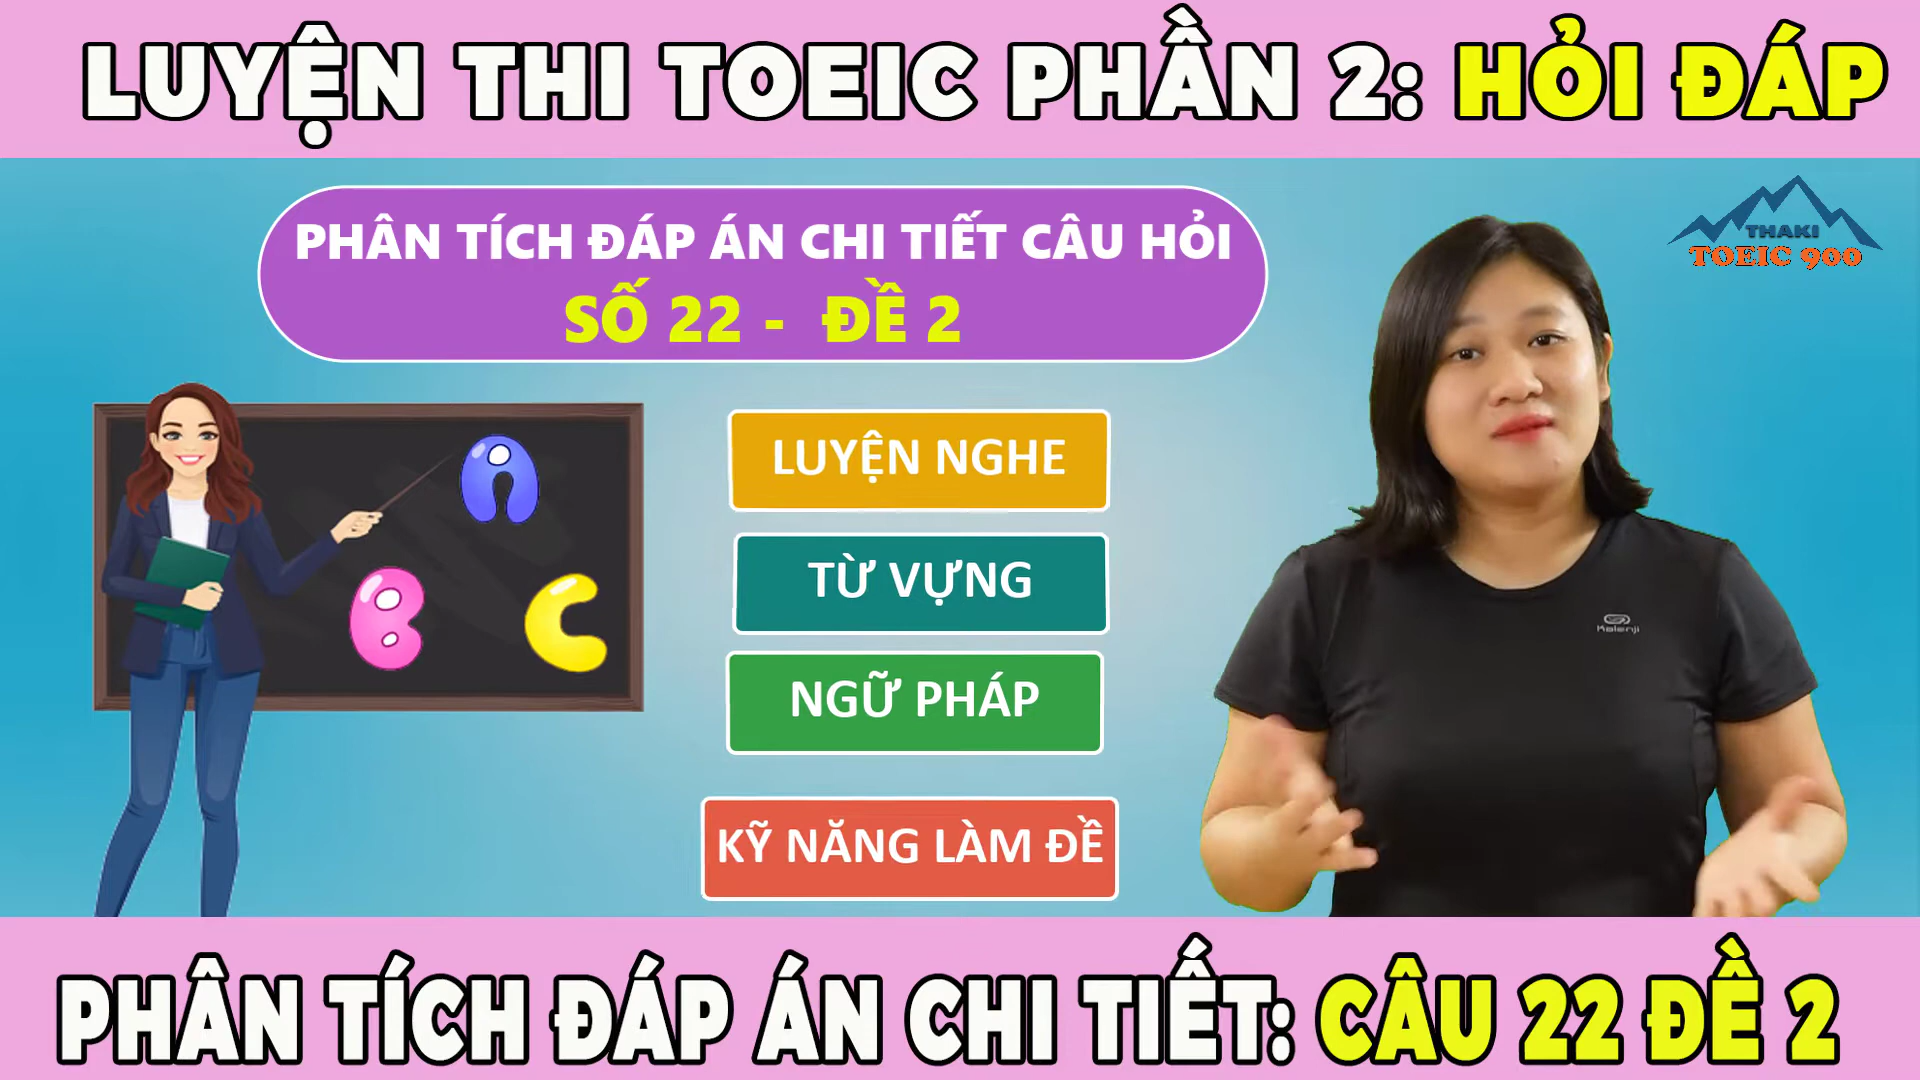 LUYỆN THI TOEIC PHẦN 2: HỎI ĐÁP
PHÂN TÍCH ĐÁP ÁN CHI TIẾT CÂU HỎI
SỐ 22 - ĐỀ 2
THAKI
TOEIC 900
A
B
C
LUYỆN NGHE
TỪ VỰNG
NGỮ PHÁP
KỸ NĂNG LÀM ĐỀ
Kalenji
PHÂN TÍCH ĐÁP ÁN CHI TIẾT: CÂU 22 ĐỀ 2